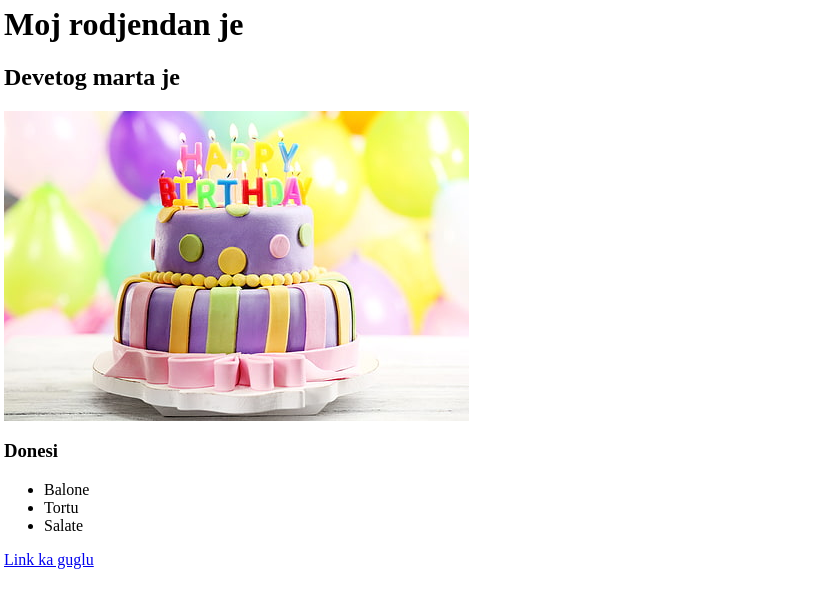 Moj rodjendan je
Devetog marta je
HAPPY
BIRTHDAY
Donesi
Balone
Tortu
Salate
Link ka guglu